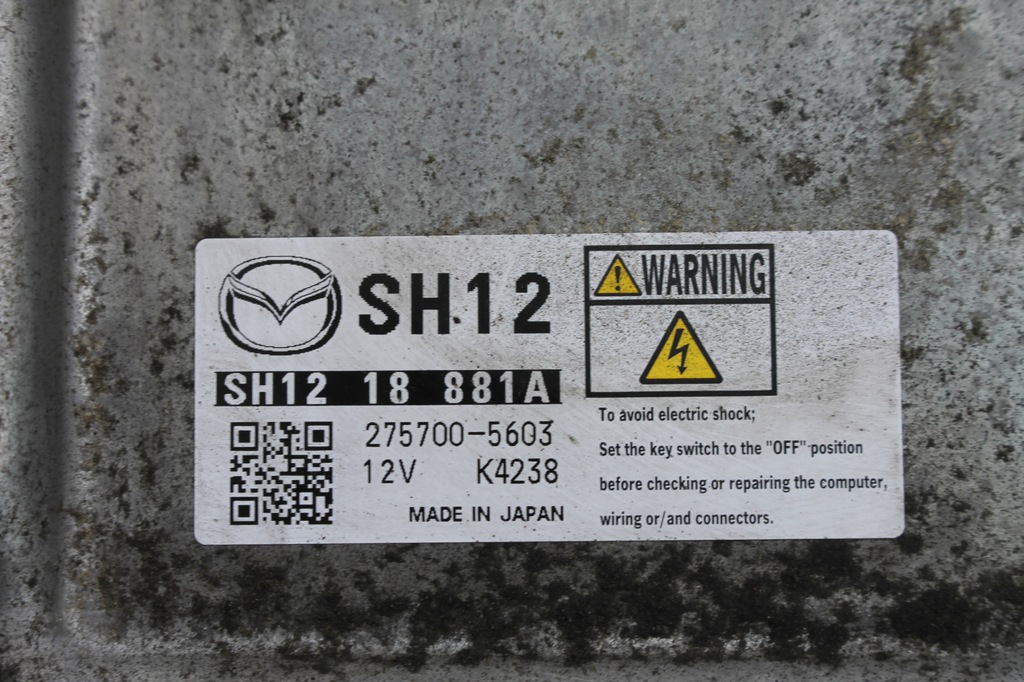 SH12
SH12 18 881A
275700-5603
12V K4238
MADE IN JAPAN
WARNING
To avoid electric shock;
Set the key switch to the "OFF" position
before checking or repairing the computer,
wiring or/and connectors.